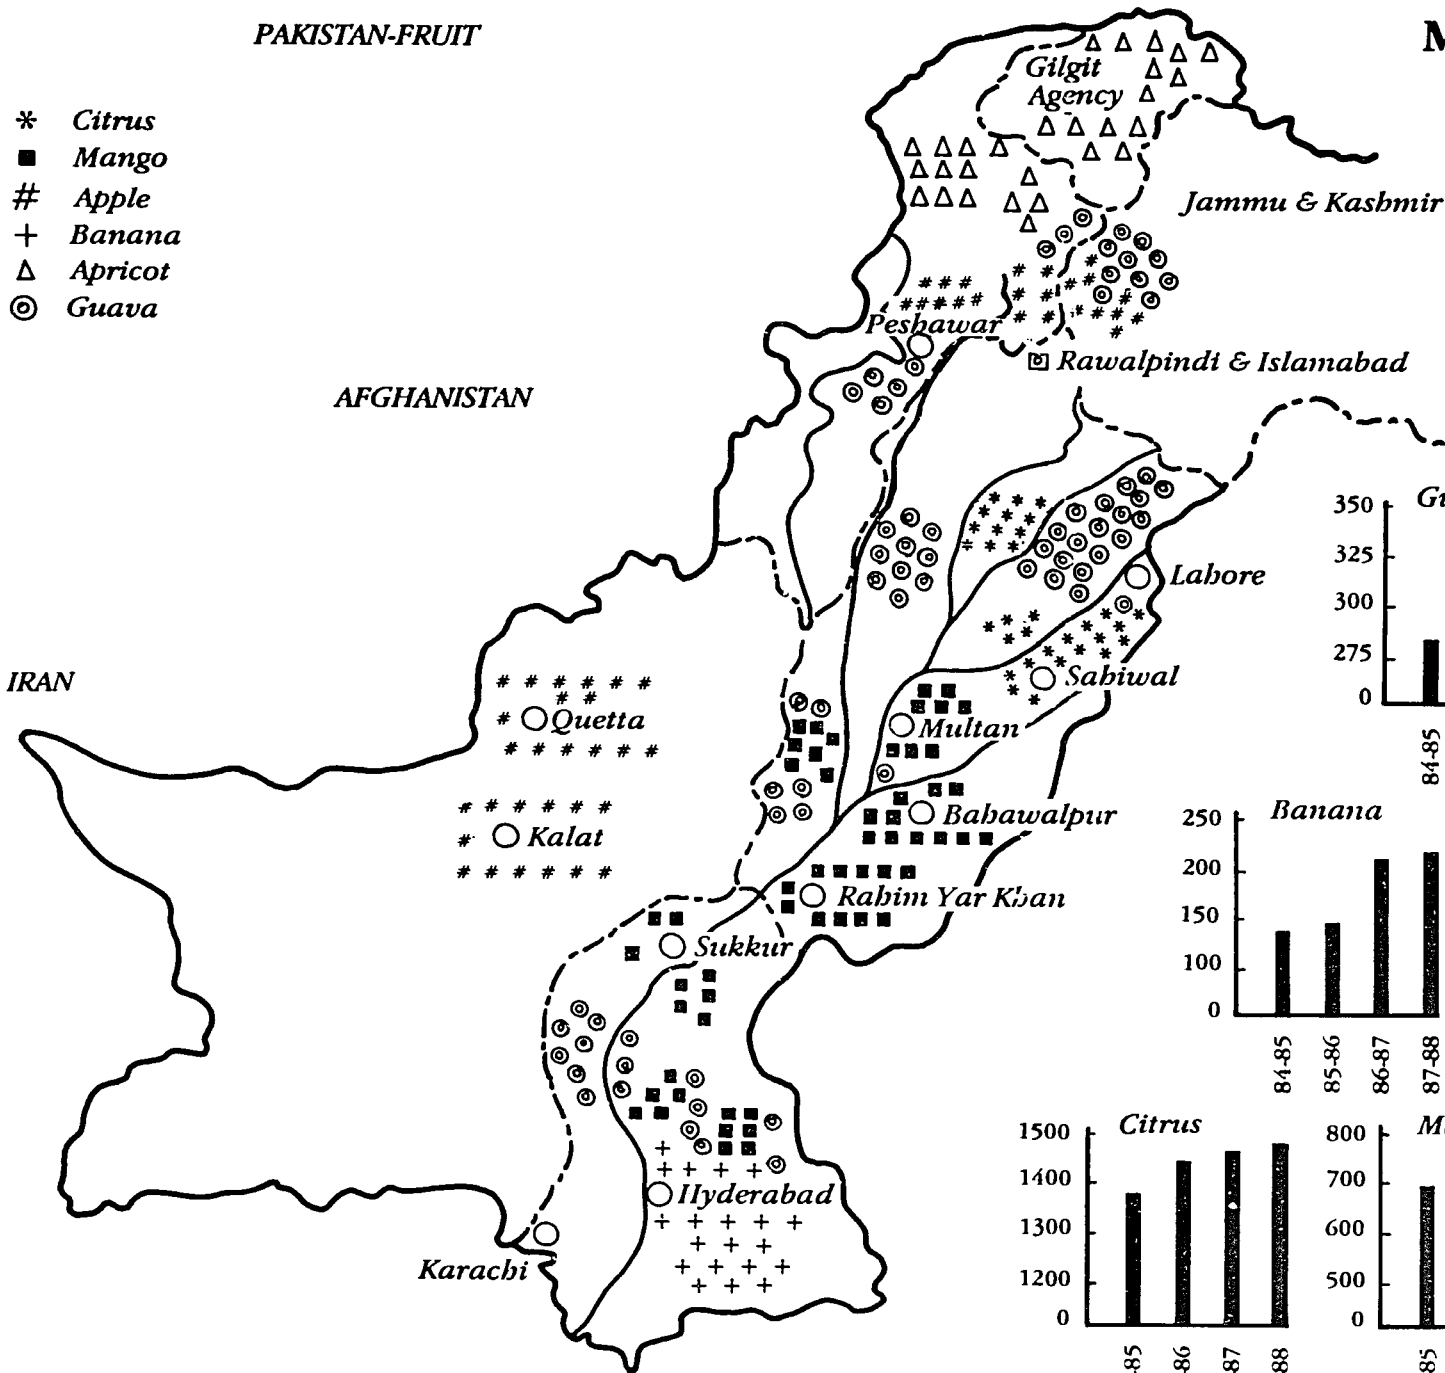 PAKISTAN-FRUIT
M
* Citrus
■ Mango
# Apple
+ Banana
Δ Apricot
◎ Guava
Gilgit
Agency
Jammu & Kashmir
Peshawar
Rawalpindi & Islamabad
AFGHANISTAN
Lahore
IRAN
Sahiwal
Quetta
Multan
Kalat
Bahawalpur
Rahim Yar Khan
Sukkur
Hyderabad
Karachi
Gu
350
325
300
275
0
84-85
Banana
250
200
150
100
0
84-85
85-86
86-87
87-88
Citrus
1500
1400
1300
1200
0
-85
-86
-87
-88
M
800
700
600
500
0
-85